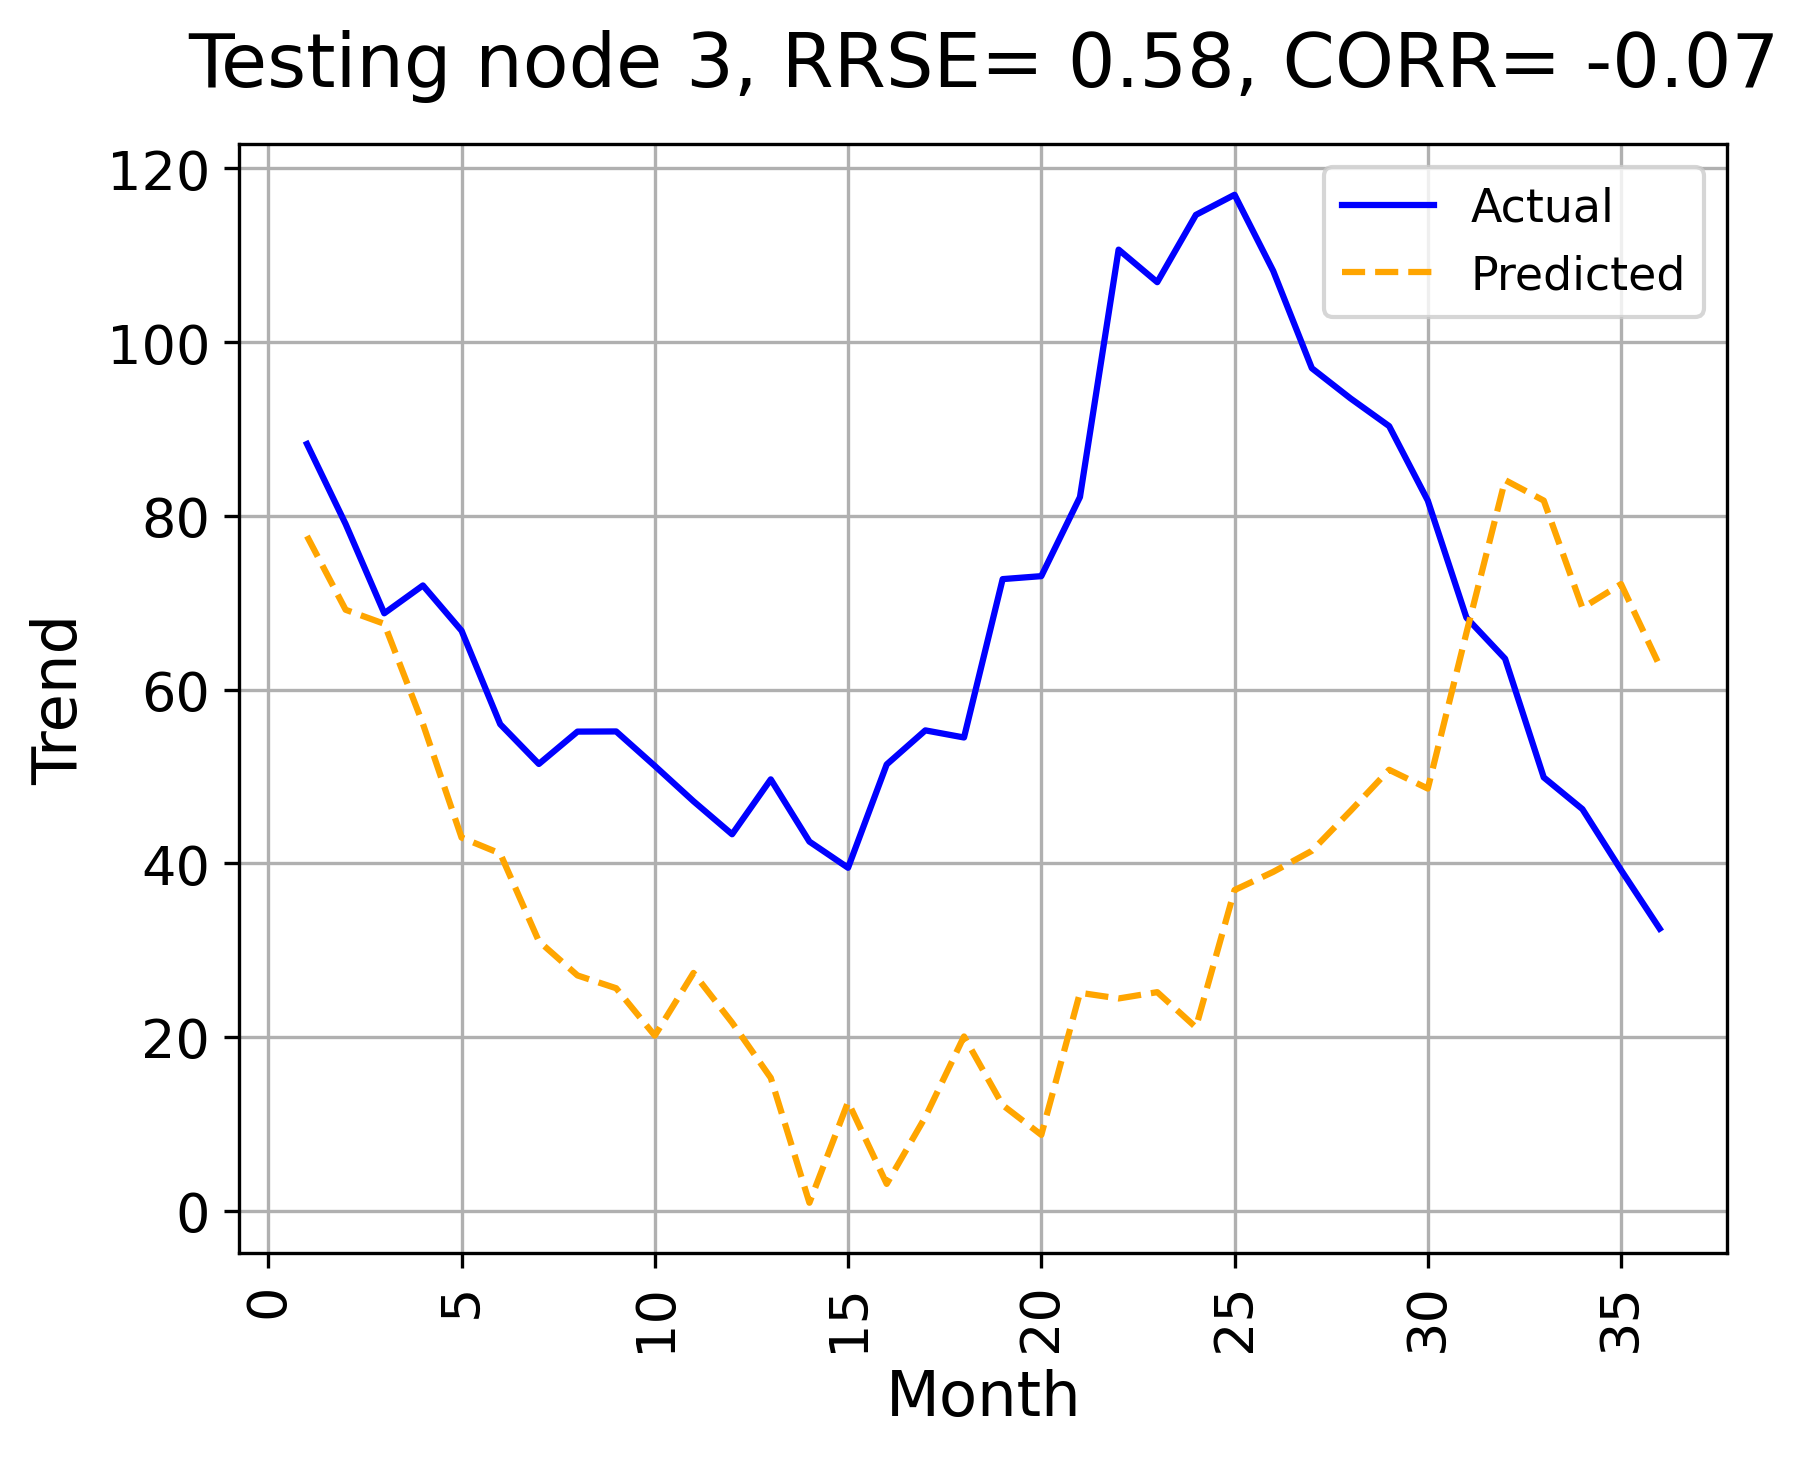 Testing node 3, RRSE= 0.58, CORR= -0.07
120
100
80
60
40
20
0
Trend
Actual
Predicted
0 5 10 15 20 25 30 35
Month